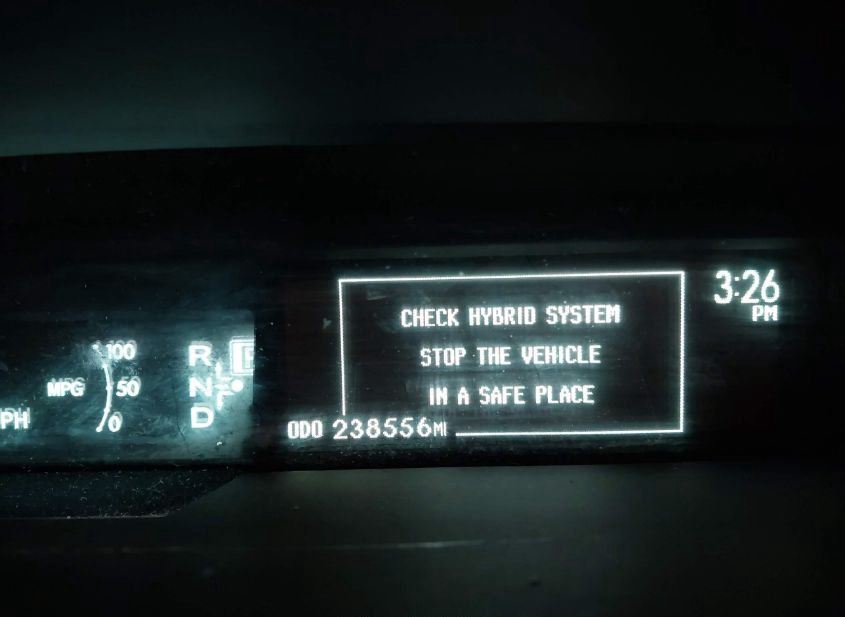 3:26
PM
CHECK HYBRID SYSTEM
STOP THE VEHICLE
IN A SAFE PLACE
ODO 238556MI
100
MPG 50
0
PH
R
N
D